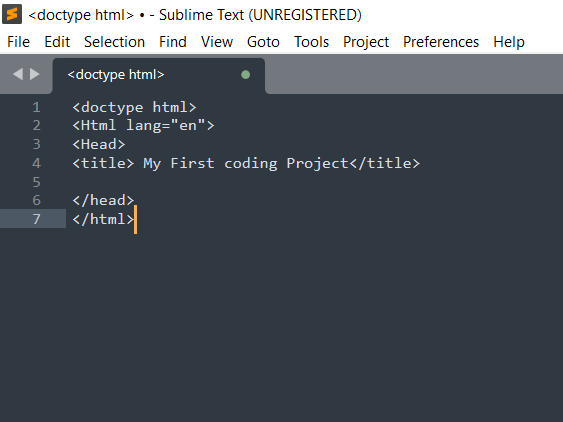 <doctype html> • - Sublime Text (UNREGISTERED)
File Edit Selection Find View Goto Tools Project Preferences Help
<doctype html>
1 <doctype html>
2 <Html lang="en">
3 <Head>
4 <title> My First coding Project</title>
5
6 </head>
7 </html>